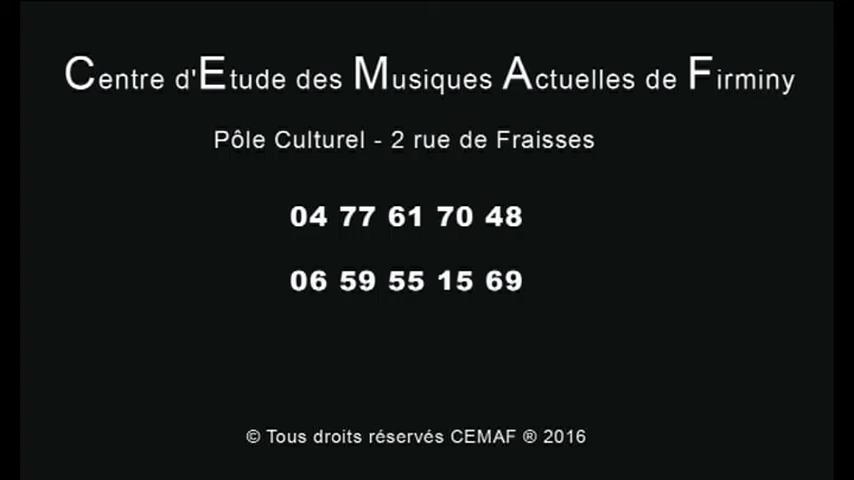 Centre d'Etude des Musiques Actuelles de Firminy
Pôle Culturel - 2 rue de Fraisses
04 77 61 70 48
06 59 55 15 69
© Tous droits réservés CEMAF ® 2016